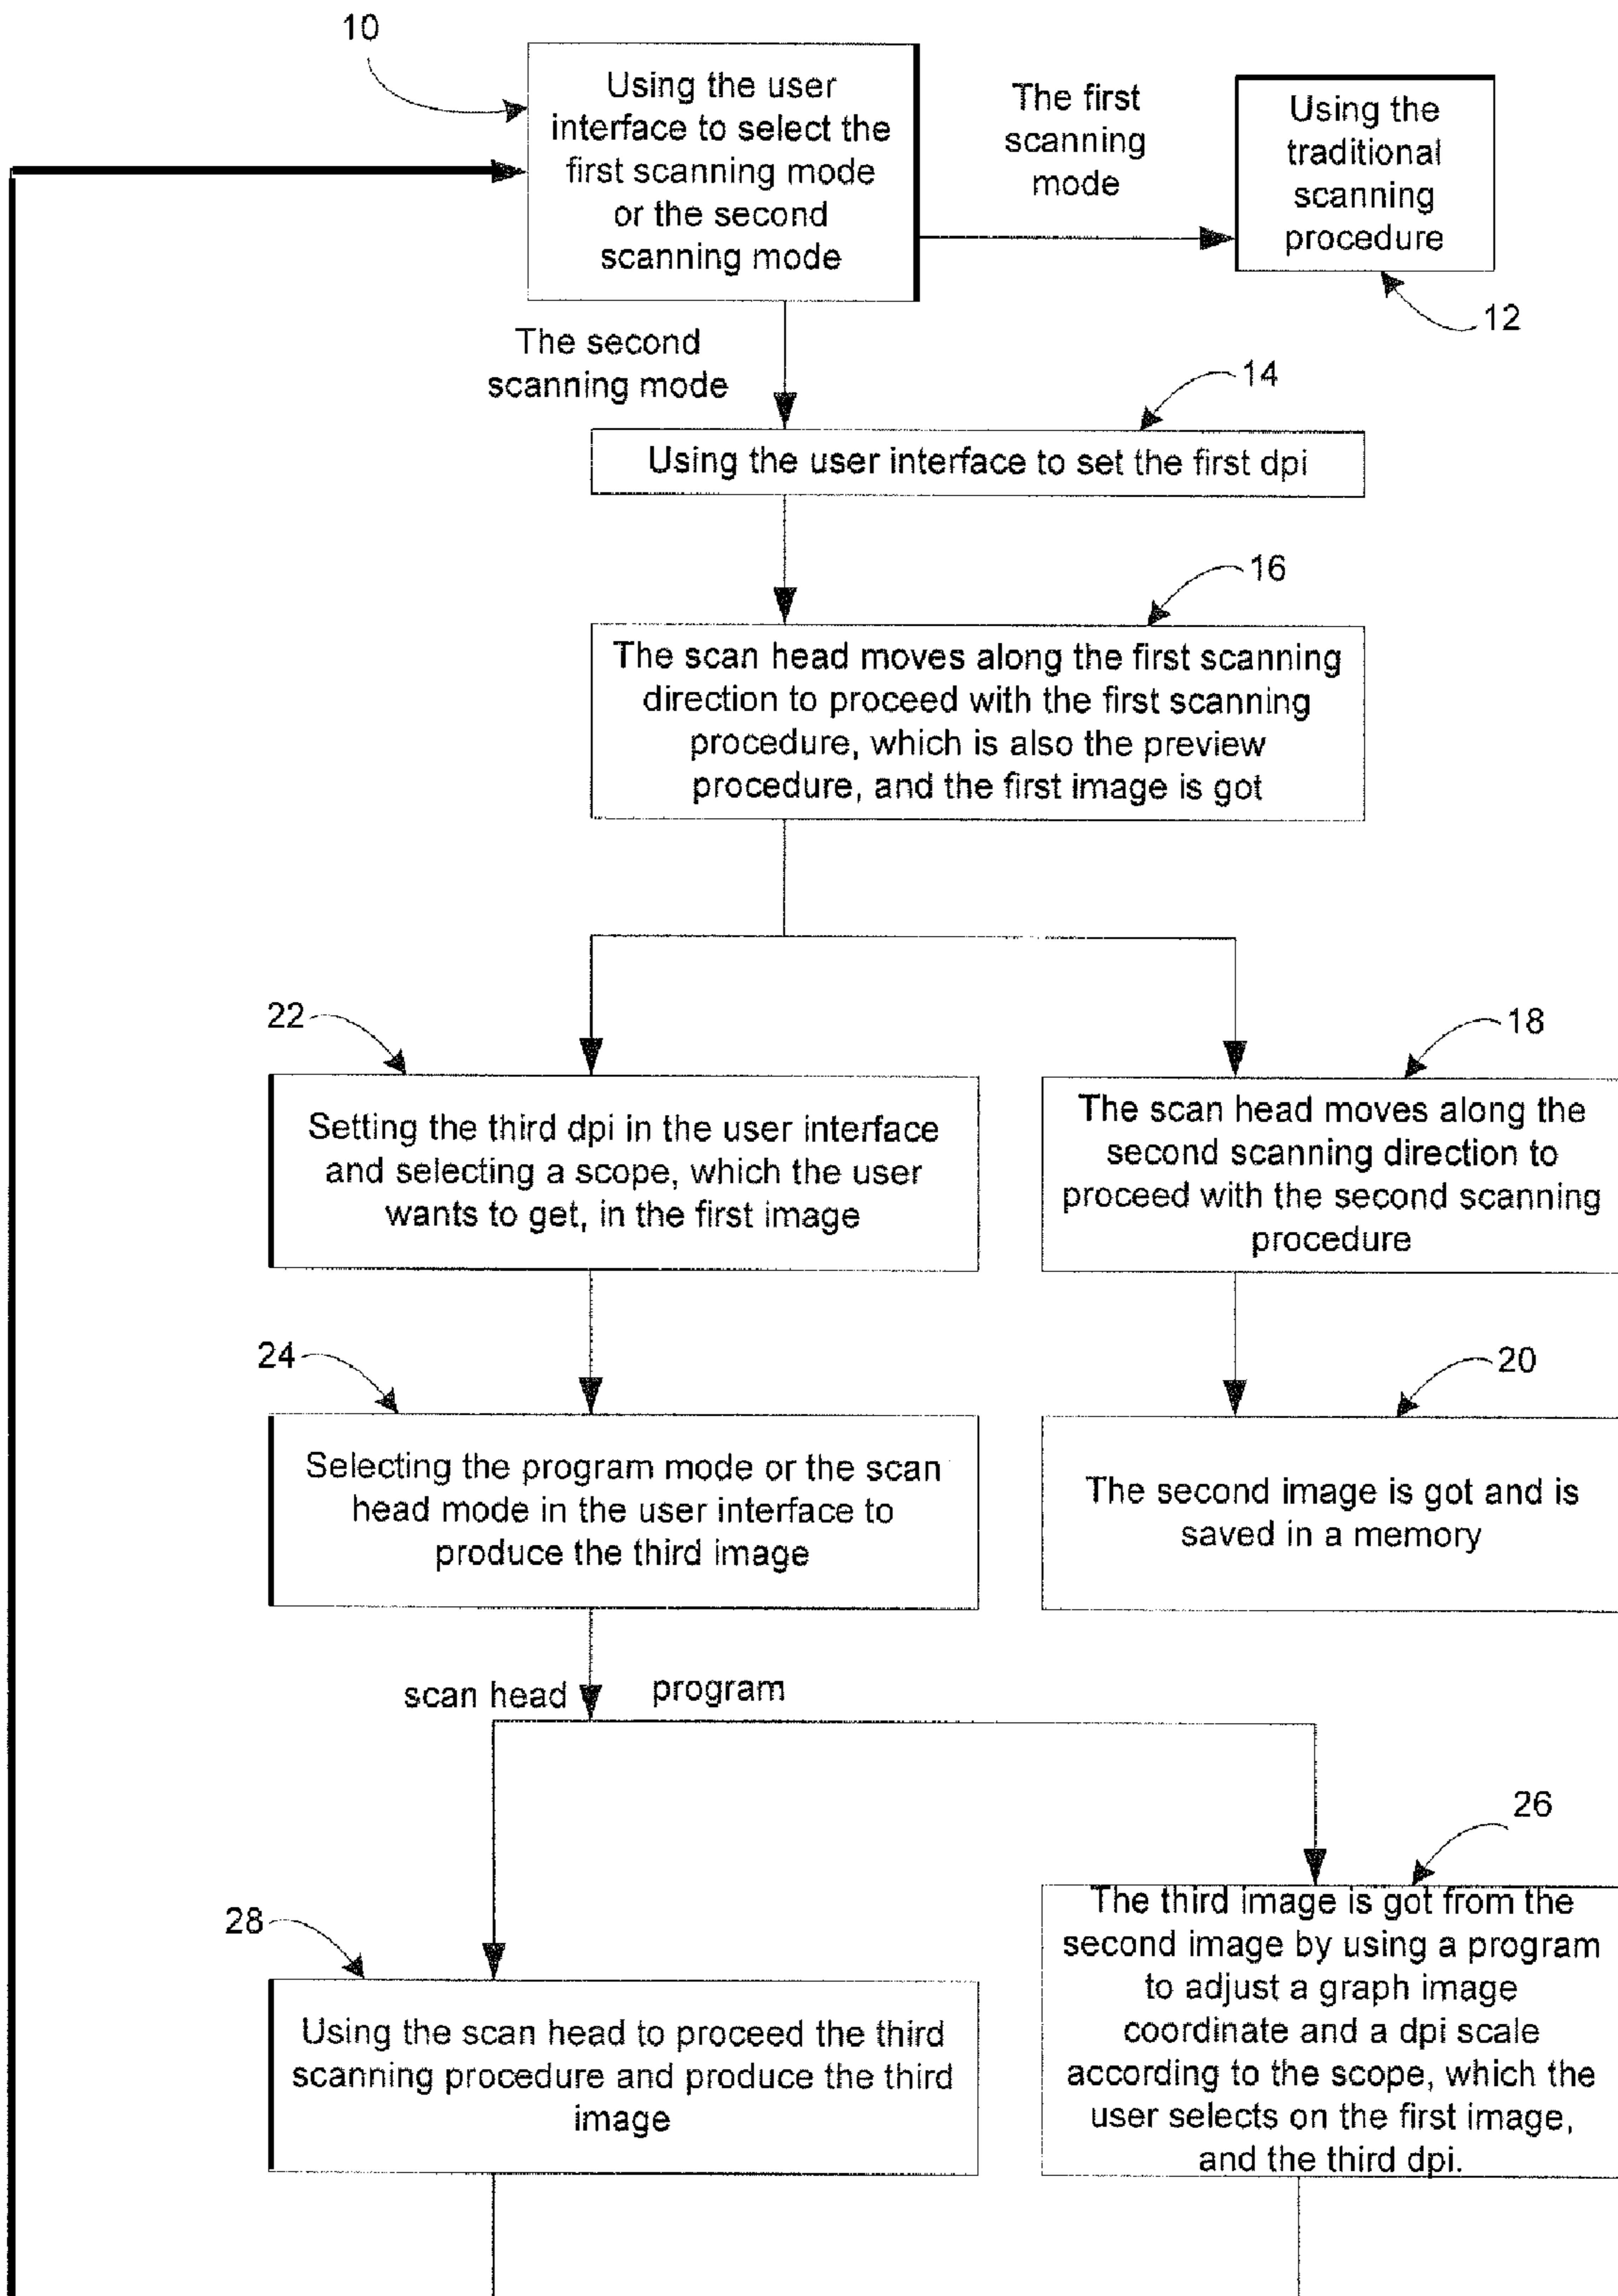 10
Using the user
interface to select the
first scanning mode
or the second
scanning mode
The first
scanning
mode
Using the
traditional
scanning
procedure
12
The second
scanning mode
14
Using the user interface to set the first dpi
16
The scan head moves along the first scanning
direction to proceed with the first scanning
procedure, which is also the preview
procedure, and the first image is got
22
Setting the third dpi in the user interface
and selecting a scope, which the user
wants to get, in the first image
18
The scan head moves along the
second scanning direction to
proceed with the second scanning
procedure
24
Selecting the program mode or the scan
head mode in the user interface to
produce the third image
20
The second image is got and is
saved in a memory
scan head
program
28
Using the scan head to proceed the third
scanning procedure and produce the third
image
26
The third image is got from the
second image by using a program
to adjust a graph image
coordinate and a dpi scale
according to the scope, which the
user selects on the first image,
and the third dpi.